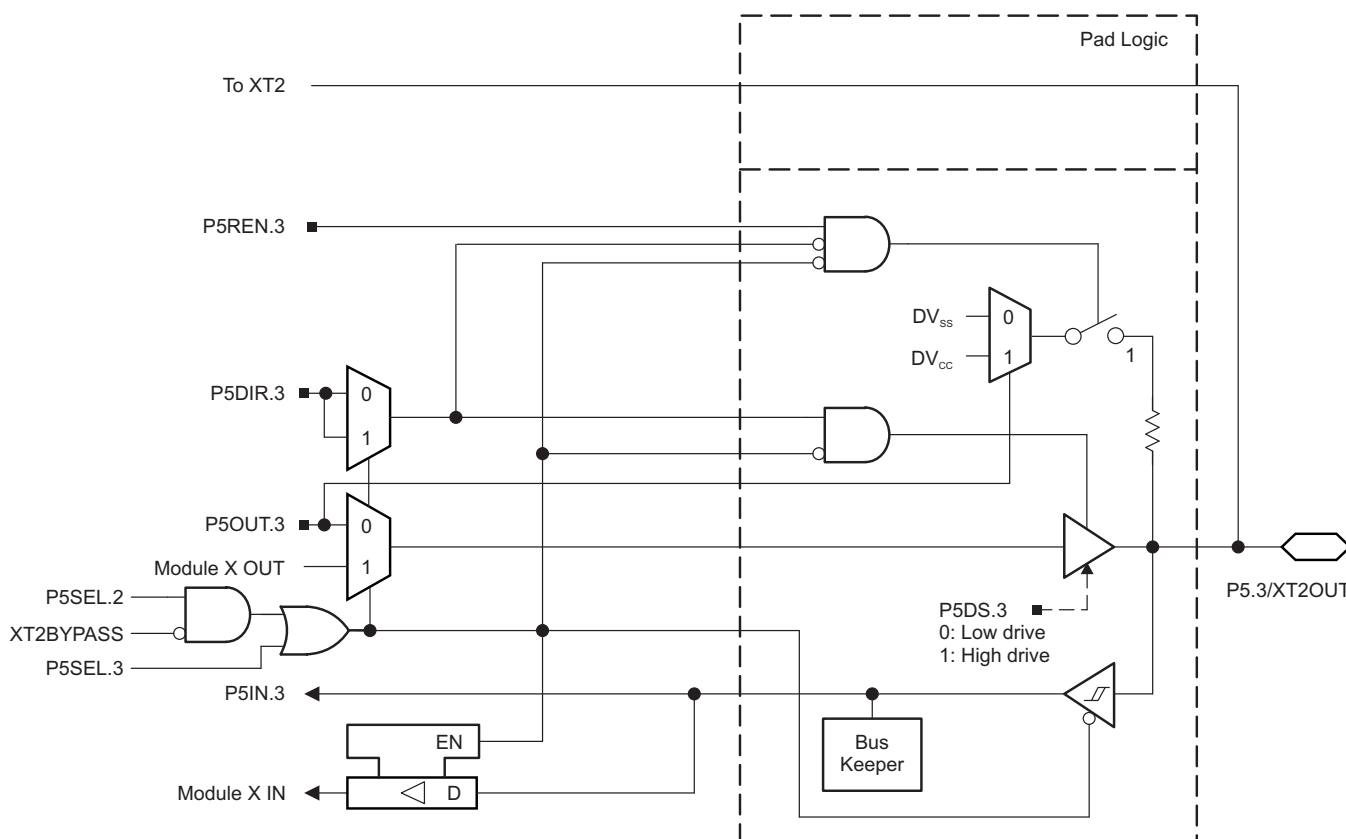 Pad Logic
To XT2
P5REN.3
DV_SS
0
DV_CC
1
1
P5DIR.3
0
1
P5OUT.3
0
Module X OUT
1
P5SEL.2
XT2BYPASS
P5SEL.3
P5DS.3
0: Low drive
1: High drive
P5.3/XT2OUT
P5IN.3
EN
Bus
Keeper
Module X IN
D